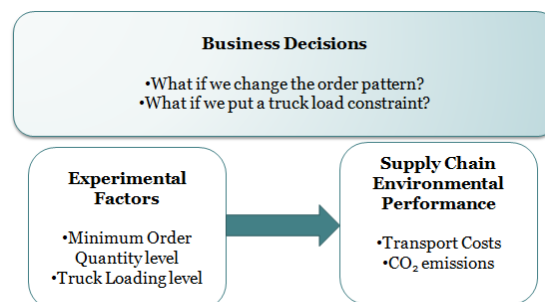 Business Decisions
•What if we change the order pattern?
•What if we put a truck load constraint?
Experimental
Factors
•Minimum Order
Quantity level
•Truck Loading level
Supply Chain
Environmental
Performance
•Transport Costs
•CO₂ emissions